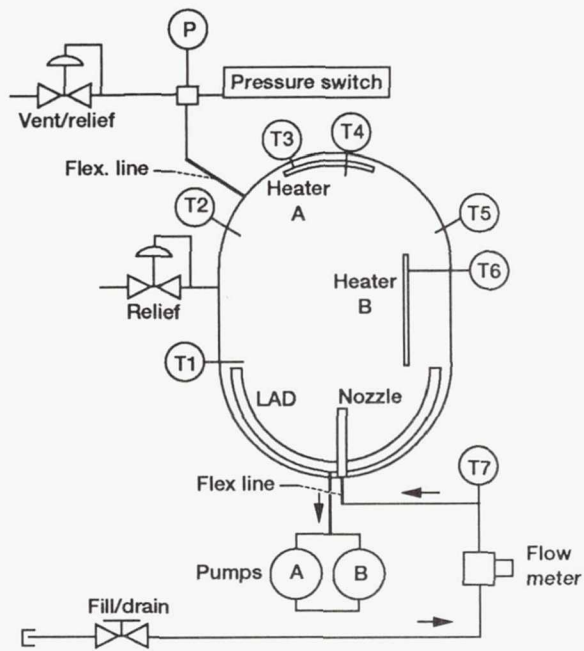 P
Pressure switch
Vent/relief
T3
T4
Flex. line
Heater
A
T2
T5
T6
Heater
B
Relief
T1
LAD
Nozzle
T7
Flex line
Pumps
A
B
Flow
meter
Fill/drain